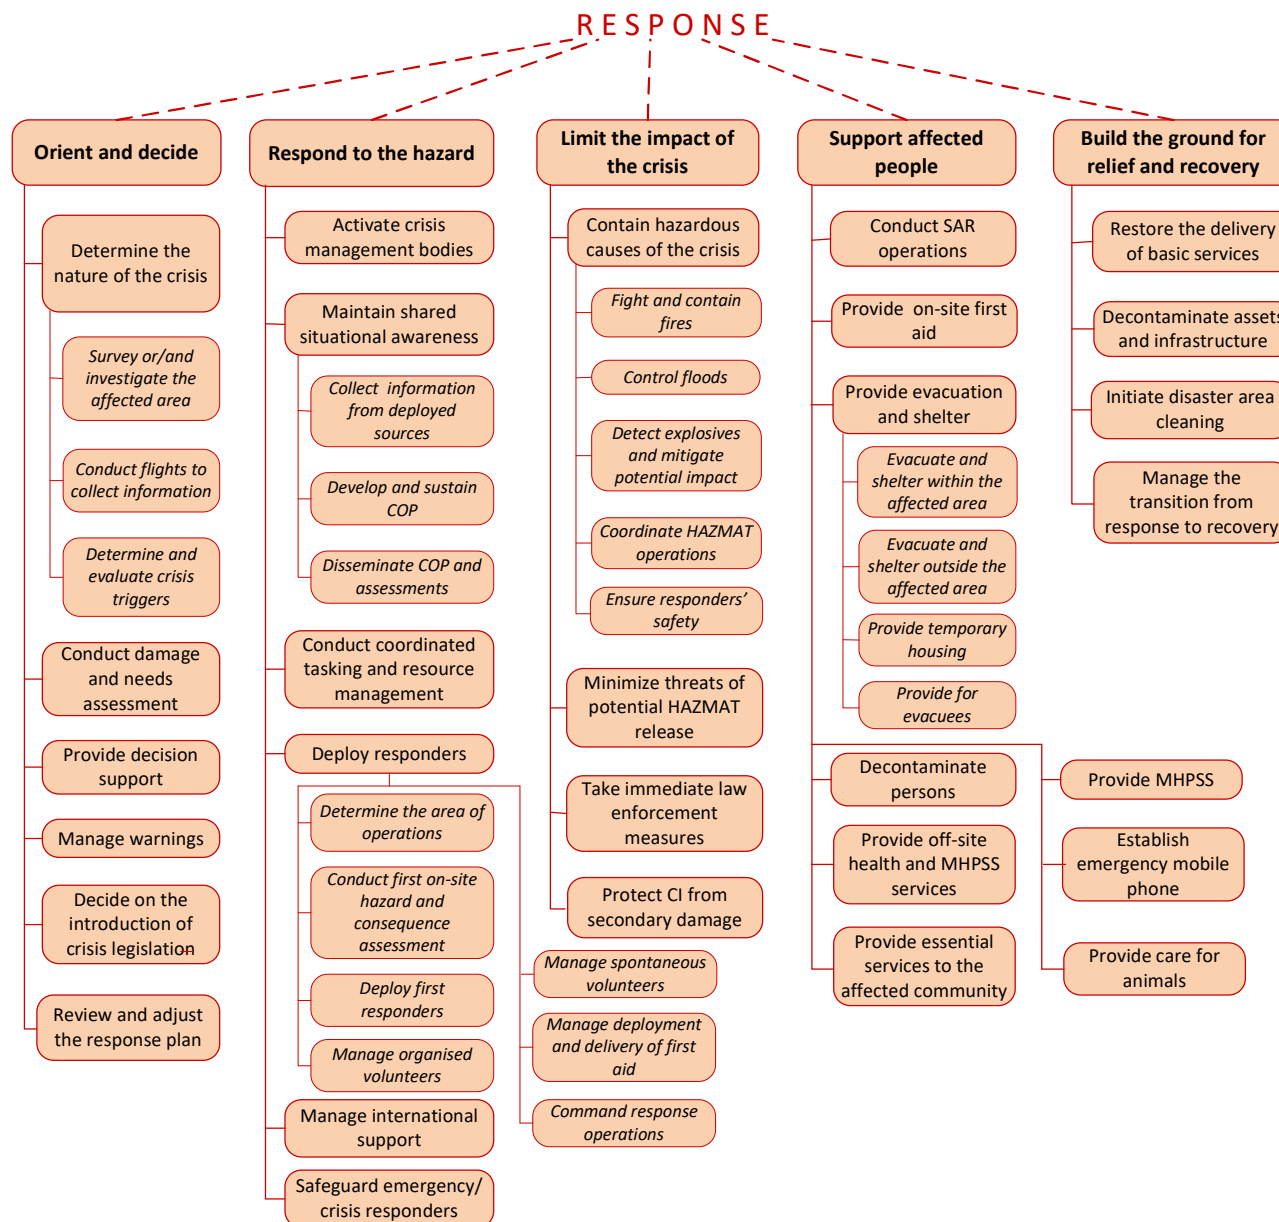 RESPONSE
Orient and decide
Determine the
nature of the crisis
Survey or/and
investigate the
affected area
Conduct flights to
collect information
Determine and
evaluate crisis
triggers
Conduct damage
and needs
assessment
Provide decision
support
Manage warnings
Decide on the
introduction of
crisis legislation
Review and adjust
the response plan
Respond to the hazard
Activate crisis
management bodies
Maintain shared
situational awareness
Collect information
from deployed
sources
Develop and sustain
COP
Disseminate COP and
assessments
Conduct coordinated
tasking and resource
management
Deploy responders
Determine the area of
operations
Conduct first on-site
hazard and
consequence
assessment
Deploy first
responders
Manage organised
volunteers
Manage spontaneous
volunteers
Manage deployment
and delivery of first
aid
Command response
operations
Manage international
support
Safeguard emergency/
crisis responders
Limit the impact of
the crisis
Contain hazardous
causes of the crisis
Fight and contain
fires
Control floods
Detect explosives
and mitigate
potential impact
Coordinate HAZMAT
operations
Ensure responders’
safety
Minimize threats of
potential HAZMAT
release
Take immediate law
enforcement
measures
Protect CI from
secondary damage
Support affected
people
Conduct SAR
operations
Provide on-site first
aid
Provide evacuation
and shelter
Evacuate and
shelter within the
affected area
Evacuate and
shelter outside the
affected area
Provide temporary
housing
Provide for
evacuees
Decontaminate
persons
Provide off-site
health and MHPSS
services
Provide essential
services to the
affected community
Provide MHPSS
Establish
emergency mobile
phone
Provide care for
animals
Build the ground for
relief and recovery
Restore the delivery
of basic services
Decontaminate assets
and infrastructure
Initiate disaster area
cleaning
Manage the
transition from
response to recovery